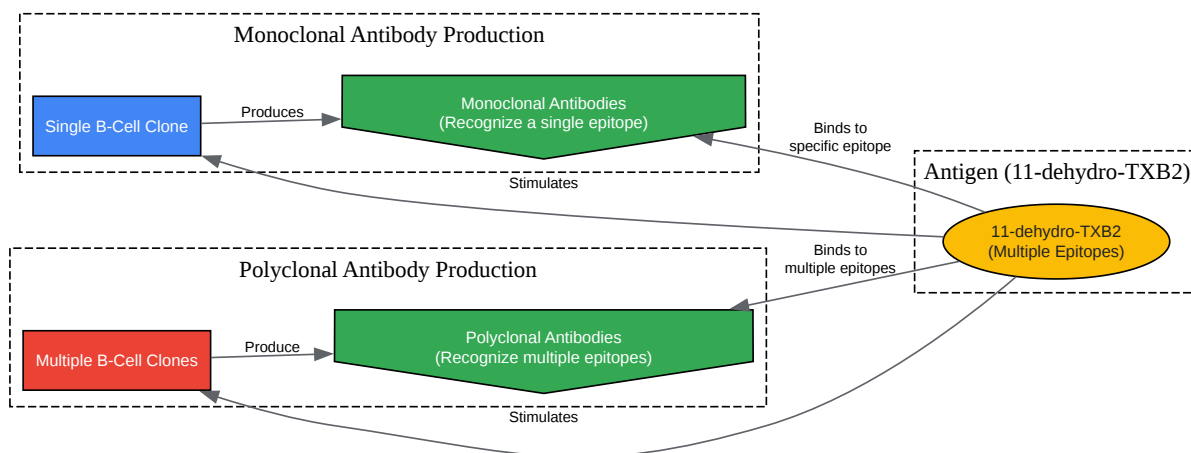 Monoclonal Antibody Production
Single B-Cell Clone
Produces
Monoclonal Antibodies
(Recognize a single epitope)
Stimulates
Binds to
specific epitope
Antigen (11-dehydro-TXB2)
11-dehydro-TXB2
(Multiple Epitopes)
Binds to
multiple epitopes
Polyclonal Antibody Production
Multiple B-Cell Clones
Produce
Polyclonal Antibodies
(Recognize multiple epitopes)
Stimulates